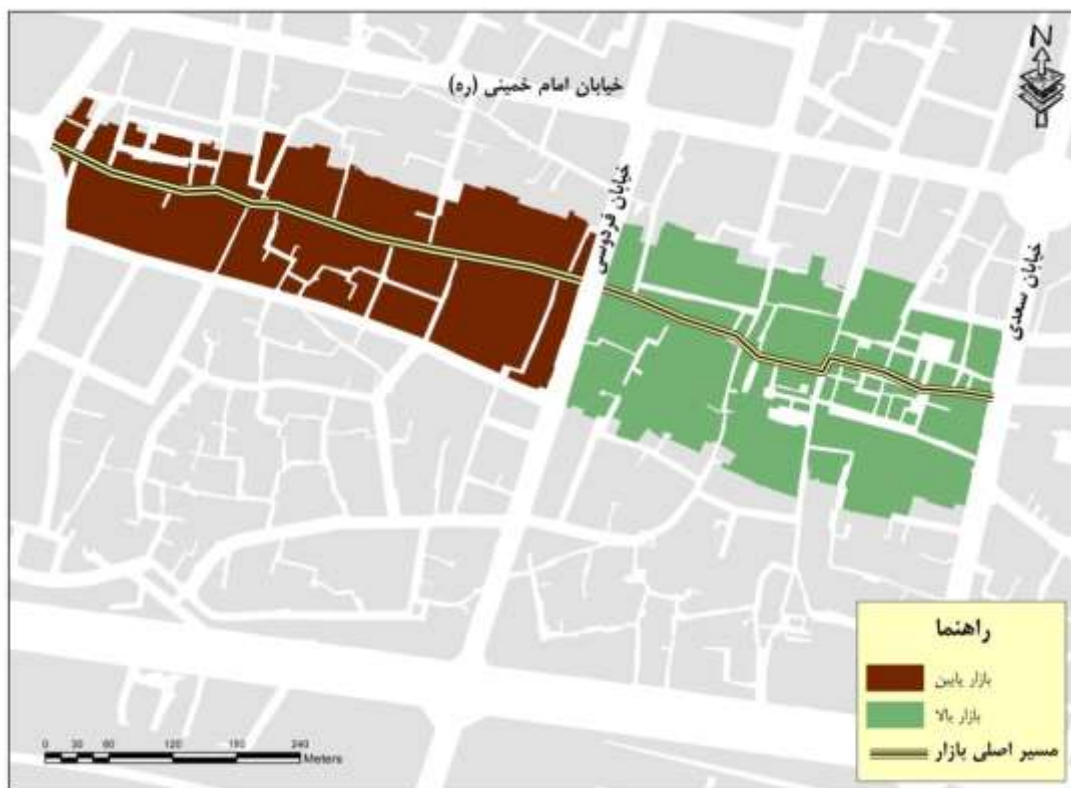 N
خیابان امام خمینی (ره)
خیابان فردوسی
خیابان سعدی
راهنما
بازار پایین
بازار بالا
مسیر اصلی بازار
0 30 60 120 180 240
Meters